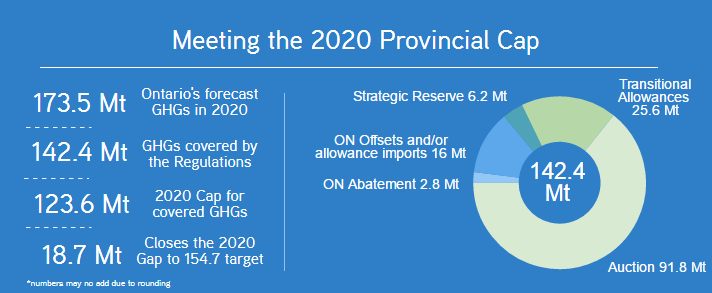 Meeting the 2020 Provincial Cap
173.5 Mt
Ontario's forecast
GHGs in 2020
142.4 Mt
GHGs covered by
the Regulations
123.6 Mt
2020 Cap for
covered GHGs
18.7 Mt
Closes the 2020
Gap to 154.7 target
*numbers may no add due to rounding
Strategic Reserve 6.2 Mt
Transitional
Allowances
25.6 Mt
ON Offsets and/or
allowance imports 16 Mt
ON Abatement 2.8 Mt
142.4
Mt
Auction 91.8 Mt